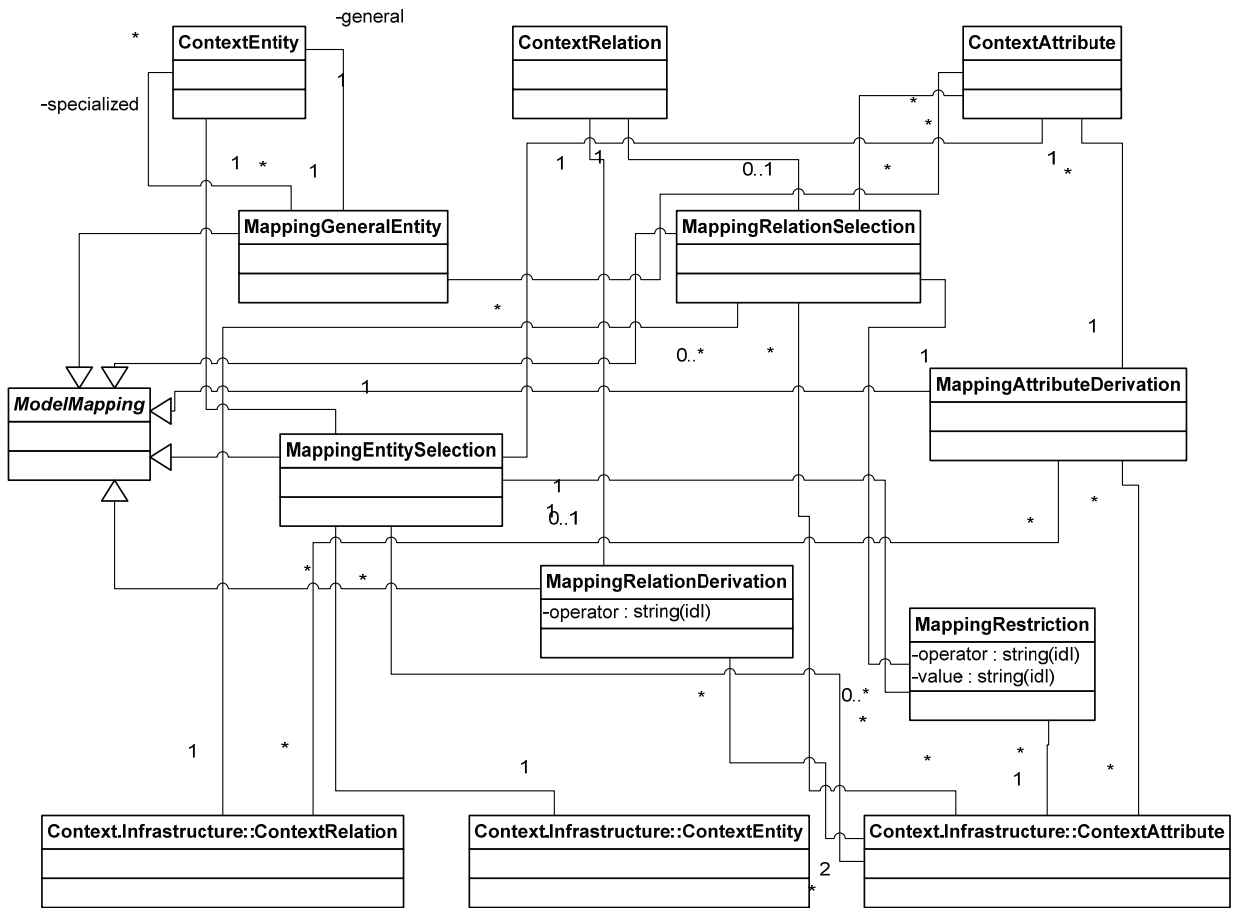 -general
*
ContextEntity
ContextRelation
ContextAttribute
1
-specialized
*
*
1
*
1
1
1
0..1
*
1
*
MappingGeneralEntity
MappingRelationSelection
*
1
0..*
*
1
1
ModelMapping
MappingAttributeDerivation
MappingEntitySelection
1
*
1
0..1
*
*
*
MappingRelationDerivation
-operator : string(idl)
MappingRestriction
-operator : string(idl)
-value : string(idl)
*
0..*
*
1
*
*
*
1
*
1
Context.Infrastructure::ContextRelation
Context.Infrastructure::ContextEntity
Context.Infrastructure::ContextAttribute
2
*